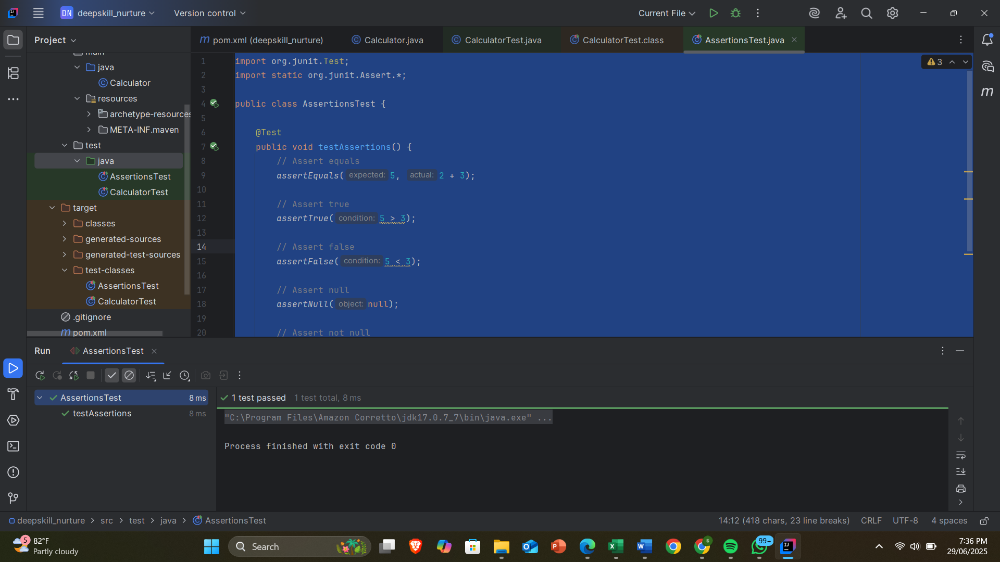 DN deepskill_nurture Version control Current File
Project
pom.xml (deepskill_nurture) Calculator.java CalculatorTest.java CalculatorTest.class AssertionsTest.java
main
java
Calculator
resources
archetype-resources
META-INF.maven
test
java
AssertionsTest
CalculatorTest
target
classes
generated-sources
generated-test-sources
test-classes
AssertionsTest
CalculatorTest
.gitignore
pom.xml
3
1 import org.junit.Test;
2 import static org.junit.Assert.*;
3
4 public class AssertionsTest {
5
6 @Test
7 public void testAssertions() {
8 // Assert equals
9 assertEquals( expected: 5, actual: 2 + 3);
10
11 // Assert true
12 assertTrue( condition: 5 > 3);
13
14 // Assert false
15 assertFalse( condition: 5 < 3);
16
17 // Assert null
18 assertNull( object: null);
19
20 // Assert not null
Run AssertionsTest
AssertionsTest 8 ms
testAssertions 8 ms
1 test passed 1 test total, 8 ms
"C:\Program Files\Amazon Corretto\jdk17.0.7_7\bin\java.exe" ...
Process finished with exit code 0
deepskill_nurture > src > test > java > AssertionsTest
14:12 (418 chars, 23 line breaks) CRLF UTF-8 4 spaces
5
82°F
Partly cloudy
Search
99+
7:36 PM
29/06/2025